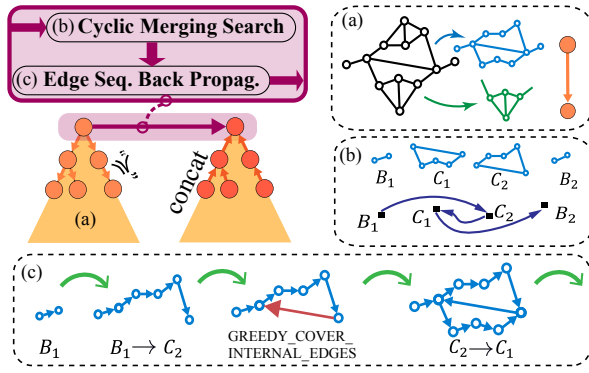 (b) Cyclic Merging Search
(c) Edge Seq. Back Propag.
concat
(a)
(a)
(b)
B1 C1 C2 B2
B1 C1 C2 B2
(c)
GREEDY_COVER_
INTERNAL_EDGES
B1 B1 → C2 C2 → C1